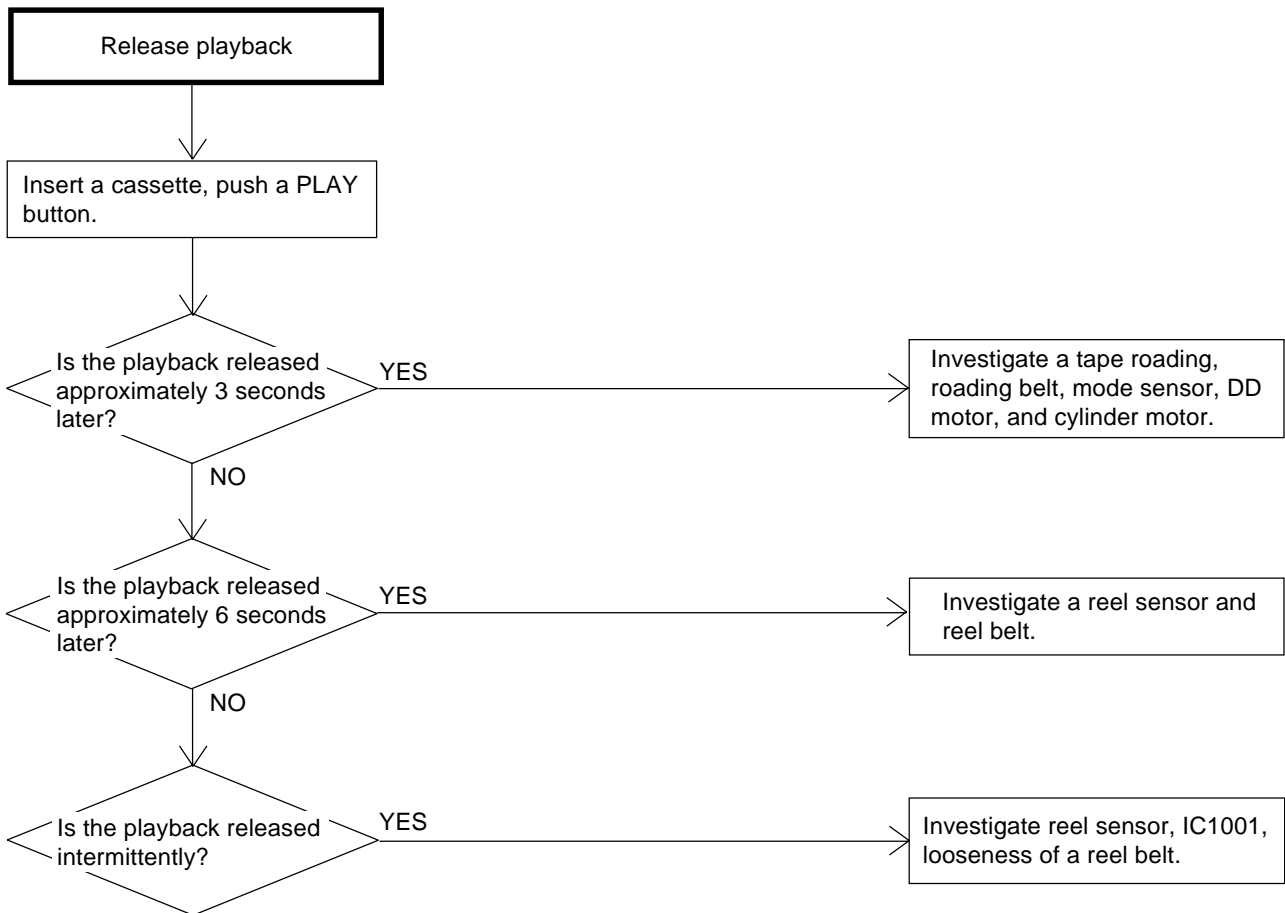 Release playback
Insert a cassette, push a PLAY
button.
Is the playback released
approximately 3 seconds
later?
YES
Investigate a tape roading,
roading belt, mode sensor, DD
motor, and cylinder motor.
NO
Is the playback released
approximately 6 seconds
later?
YES
Investigate a reel sensor and
reel belt.
NO
Is the playback released
intermittently?
YES
Investigate reel sensor, IC1001,
looseness of a reel belt.